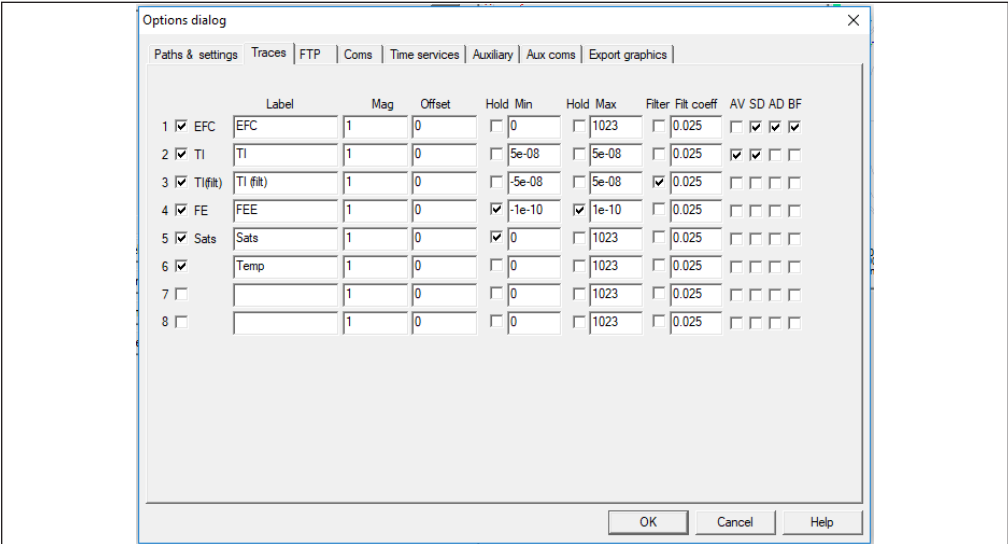 Options dialog
Paths & settings Traces FTP Coms Time services Auxiliary Aux coms Export graphics
Label Mag Offset Hold Min Hold Max Filter Filt coeff AV SD AD BF
1 EFC EFC 1 0 0 1023 0.025
2 TI TI 1 0 5e-08 5e-08 0.025
3 TI(filt) TI (filt) 1 0 -5e-08 5e-08 0.025
4 FE FEE 1 0 -1e-10 1e-10 0.025
5 Sats Sats 1 0 0 1023 0.025
6 Temp 1 0 0 1023 0.025
7 1 0 0 1023 0.025
8 1 0 0 1023 0.025
OK Cancel Help